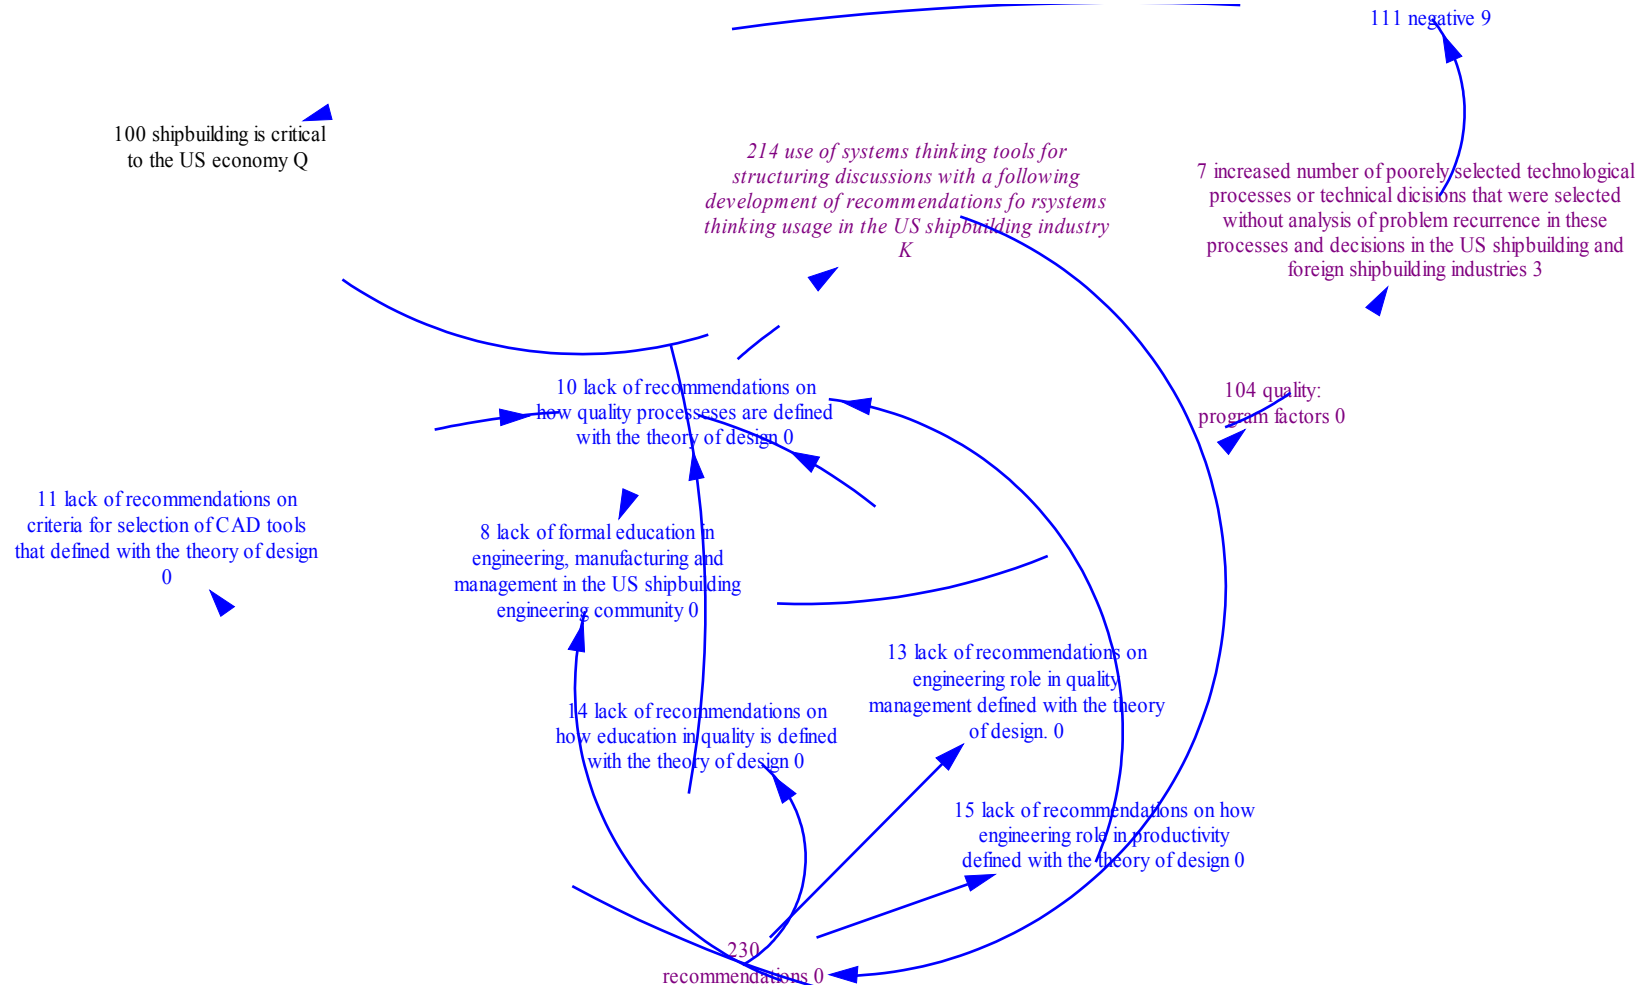 111 negative 9
100 shipbuilding is critical
to the US economy Q
214 use of systems thinking tools for
structuring discussions with a following
development of recommendations fo rsystems
thinking usage in the US shipbuilding industry
K
7 increased number of poorely selected technological
processes or technical dicisions that were selected
without analysis of problem recurrence in these
processes and decisions in the US shipbuilding and
foreign shipbuilding industries 3
10 lack of recommendations on
how quality processeses are defined
with the theory of design 0
104 quality:
program factors 0
11 lack of recommendations on
criteria for selection of CAD tools
that defined with the theory of design
0
8 lack of formal education in
engineering, manufacturing and
management in the US shipbuilding
engineering community 0
13 lack of recommendations on
engineering role in quality
management defined with the theory
of design. 0
14 lack of recommendations on
how education in quality is defined
with the theory of design 0
15 lack of recommendations on how
engineering role in productivity
defined with the theory of design 0
230
recommendations 0